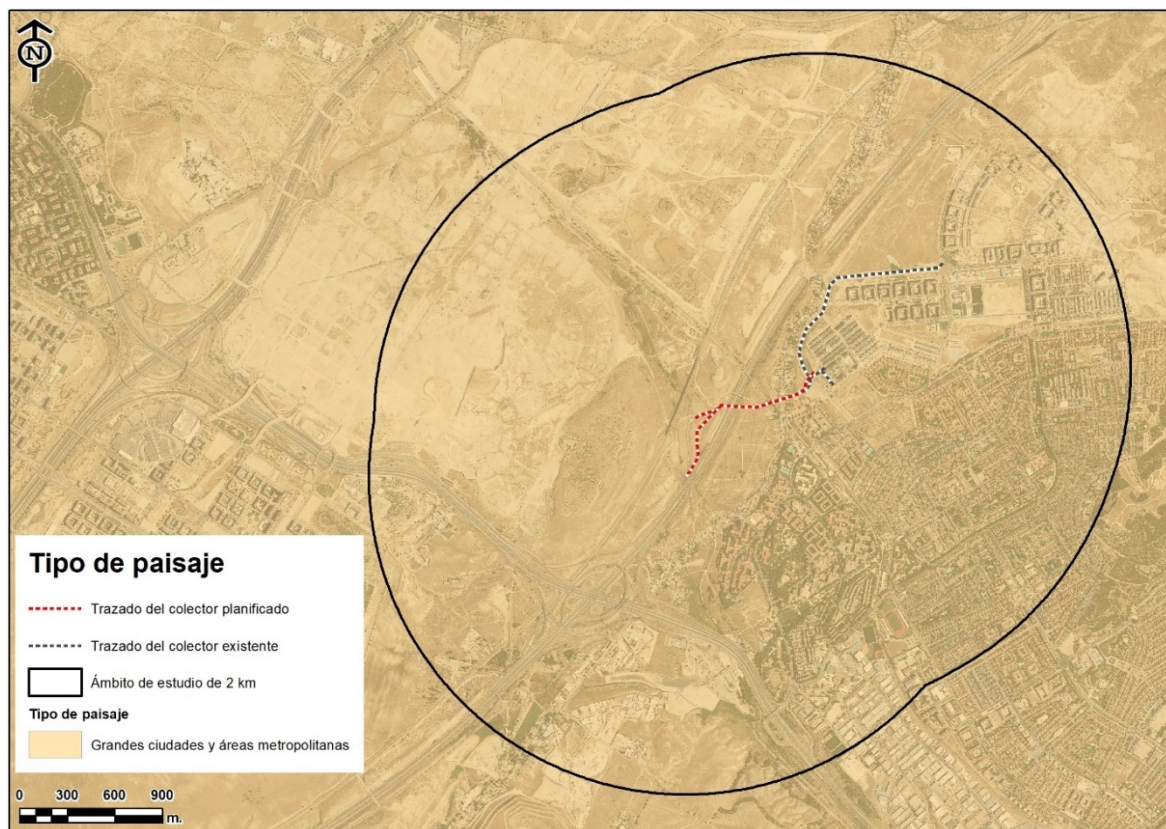 N
Tipo de paisaje
Trazado del colector planificado
Trazado del colector existente
Ámbito de estudio de 2 km
Tipo de paisaje
Grandes ciudades y áreas metropolitanas
0 300 600 900
m.